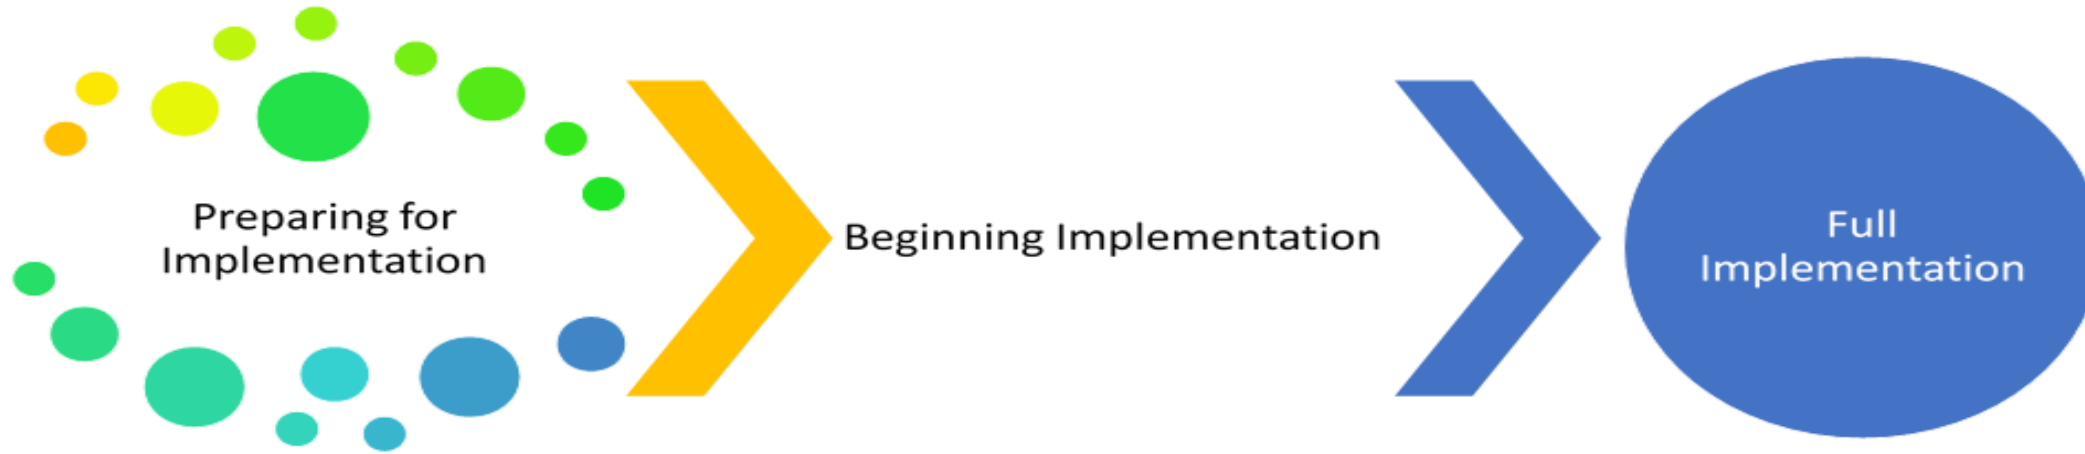 Preparing for
Implementation
Beginning Implementation
Full
Implementation